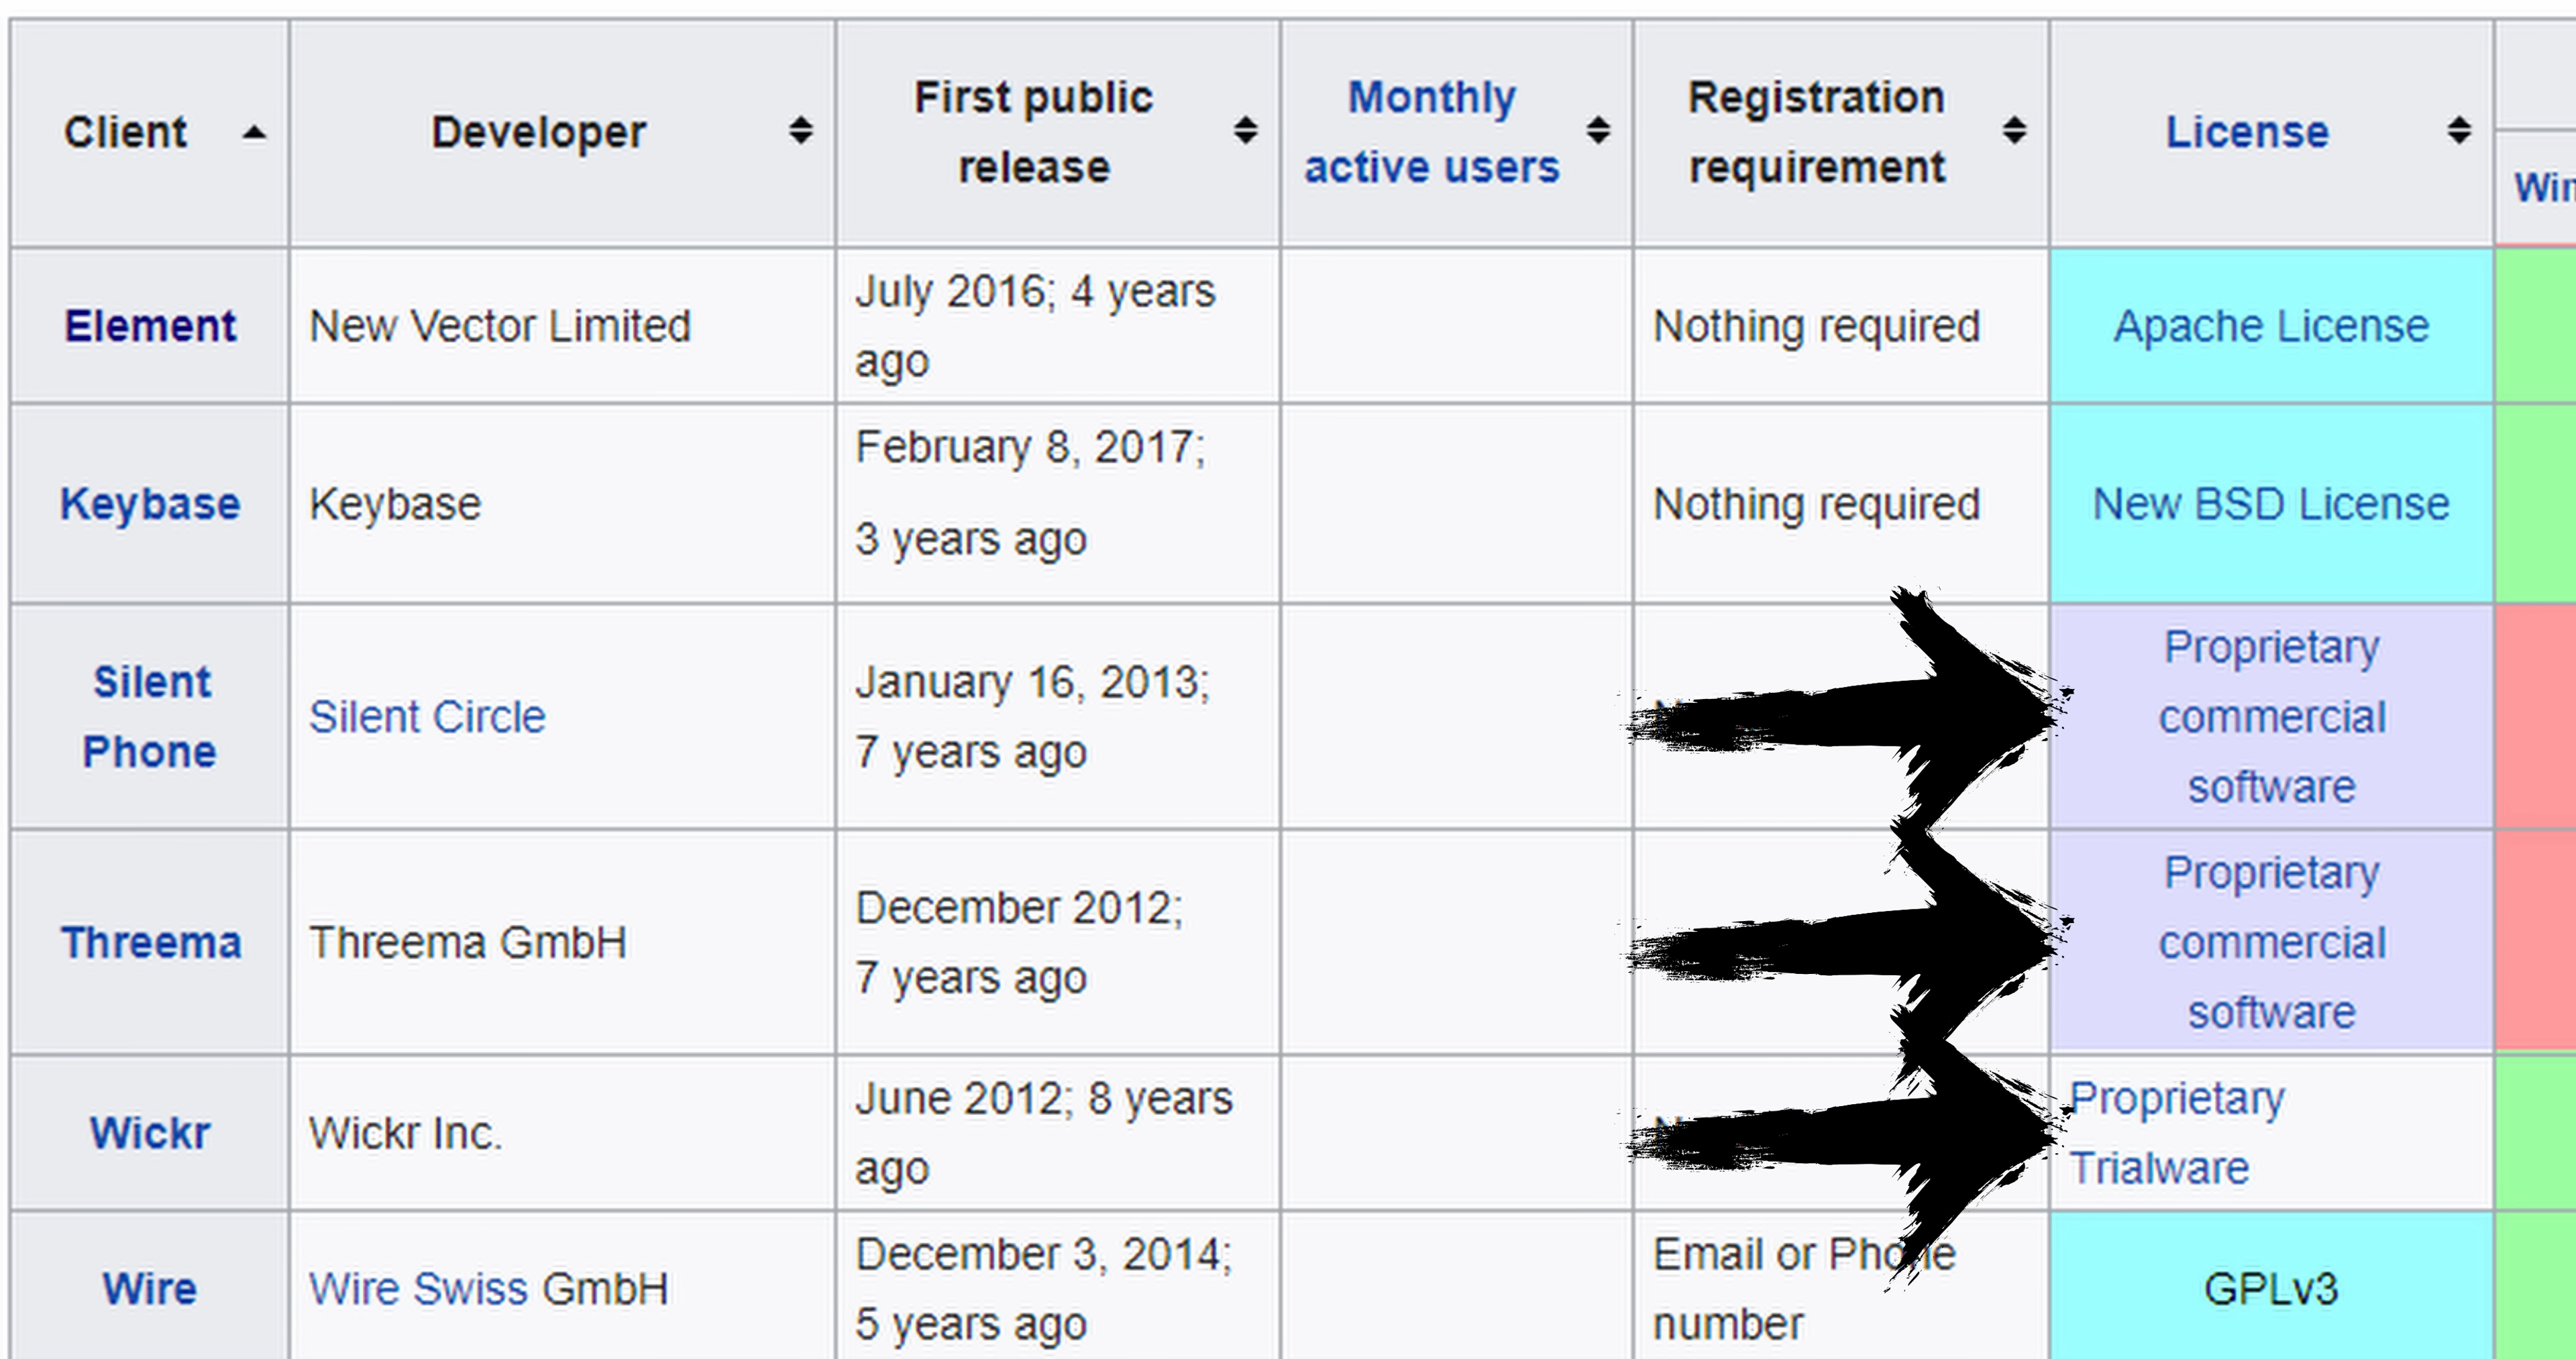 Client
Developer
First public
release
Monthly
active users
Registration
requirement
License
Element
New Vector Limited
July 2016; 4 years
ago
Nothing required
Apache License
Keybase
Keybase
February 8, 2017;
3 years ago
Nothing required
New BSD License
Silent
Phone
Silent Circle
January 16, 2013;
7 years ago
Proprietary
commercial
software
Threema
Threema GmbH
December 2012;
7 years ago
Proprietary
commercial
software
Wickr
Wickr Inc.
June 2012; 8 years
ago
Proprietary
Trialware
Wire
Wire Swiss GmbH
December 3, 2014;
5 years ago
Email or Phone
number
GPLv3